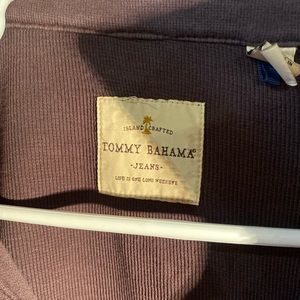 ISLAND CRAFTED
TOMMY BAHAMA®
-JEANS-
LIFE IS ONE LONG WEEKEND